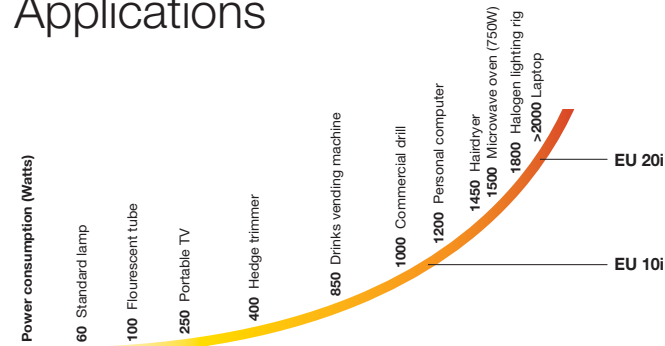 Applications
Power consumption (Watts)
60 Standard lamp
100 Flourescent tube
250 Portable TV
400 Hedge trimmer
850 Drinks vending machine
1000 Commercial drill
1200 Personal computer
1450 Hairdryer
1500 Microwave oven (750W)
1800 Halogen lighting rig
>2000 Laptop
EU 20i
EU 10i